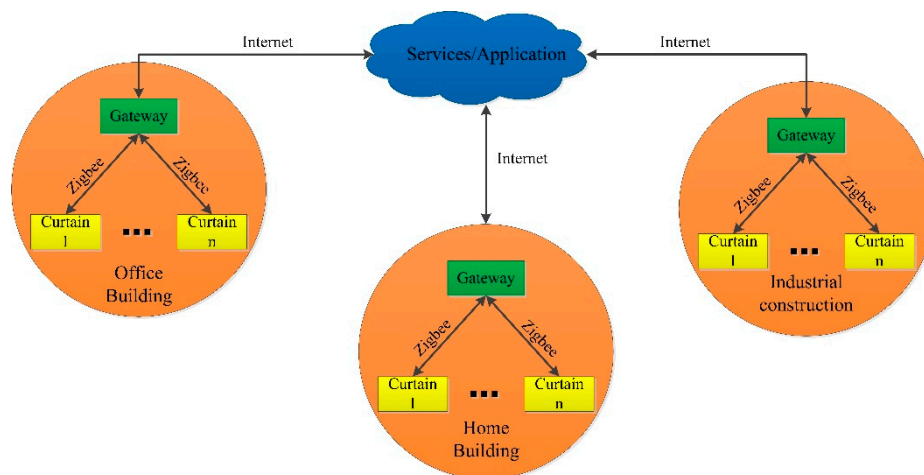 Internet
Services/Application
Internet
Gateway
Zigbee
Zigbee
Curtain
1
...
Curtain
n
Office
Building
Internet
Gateway
Zigbee
Zigbee
Curtain
1
...
Curtain
n
Industrial
construction
Gateway
Zigbee
Zigbee
Curtain
1
...
Curtain
n
Home
Building